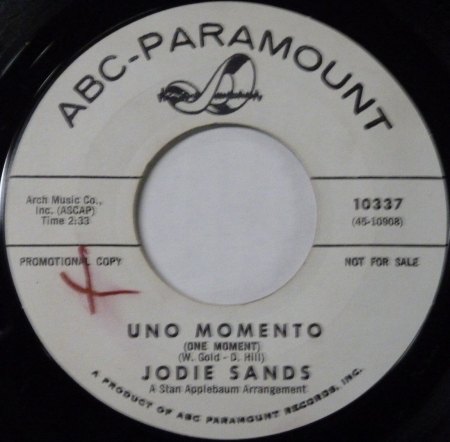 ABC-PARAMOUNT
Arch Music Co.,
Inc. (ASCAP)
Time 2:33
10337
(45-10908)
PROMOTIONAL COPY
NOT FOR SALE
UNO MOMENTO
(ONE MOMENT)
(W. Gold - D. Hill)
JODIE SANDS
A Stan Applebaum Arrangement
A PRODUCT OF ABC PARAMOUNT RECORDS, INC.